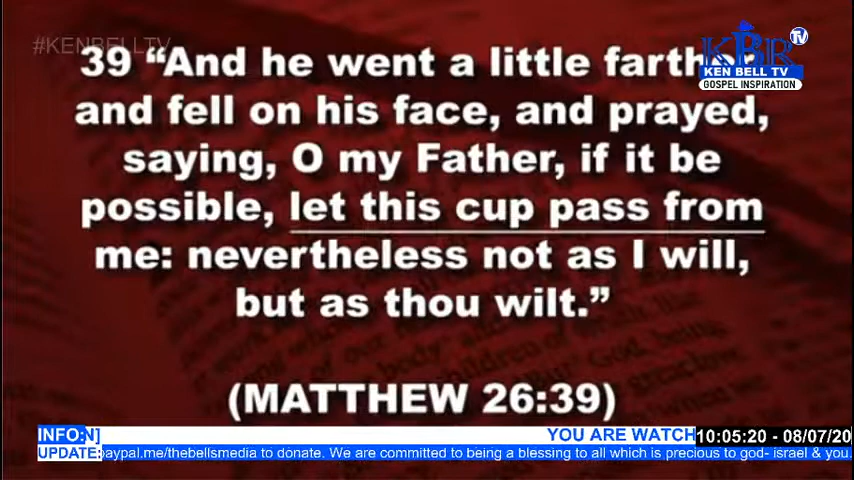 #KENBELLTV
KBR TV
KEN BELL TV
GOSPEL INSPIRATION
39 “And he went a little
and fell on his face, and prayed,
saying, O my Father, if it be
possible, let this cup pass from
me: nevertheless not as I will,
but as thou wilt.”
(MATTHEW 26:39)
INFO:N] YOU ARE WATCH 10:05:20 - 08/07/20
UPDATE: paypal.me/thebellsmedia to donate. We are committed to being a blessing to all which is precious to god- israel & you.